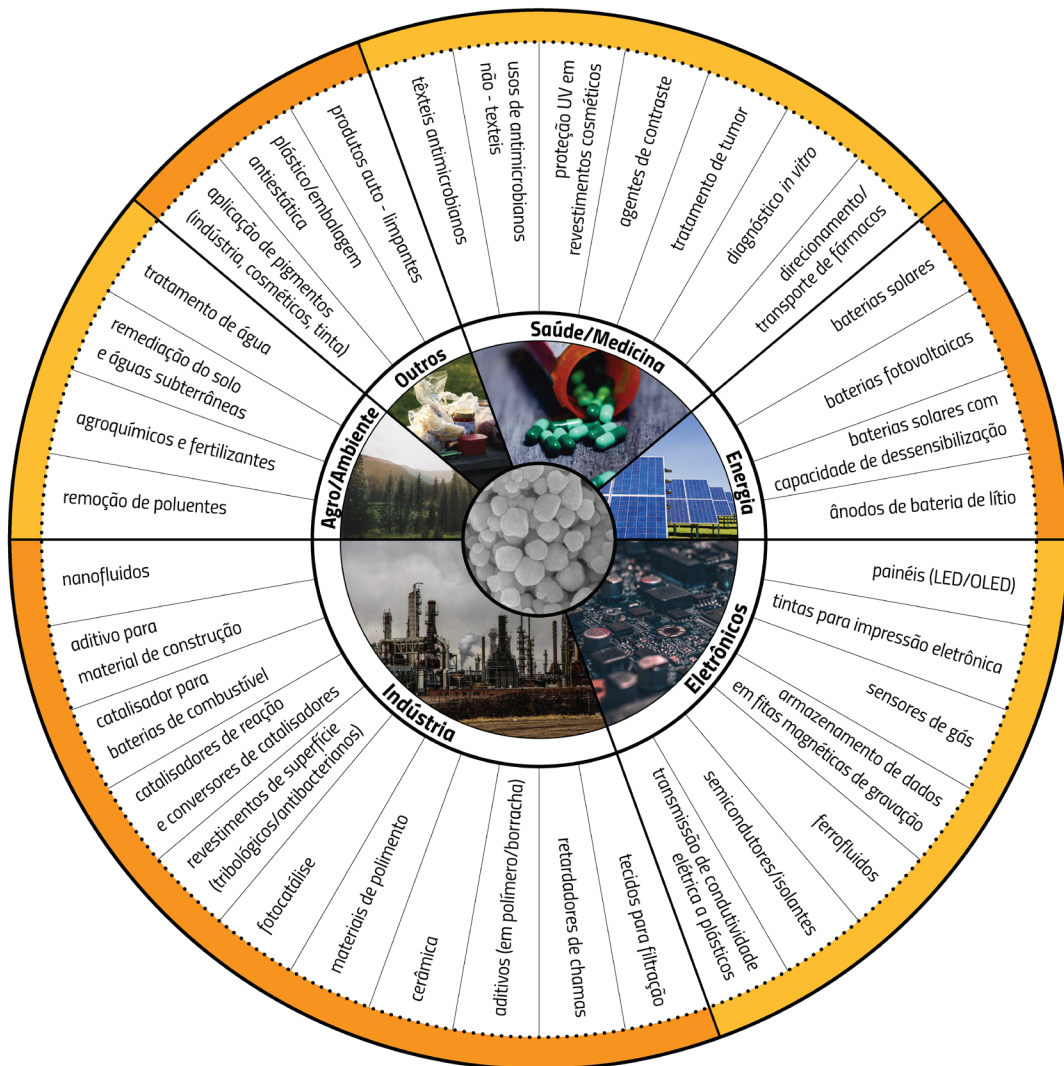 Saúde/Medicina
têxteis antimicrobianos
usos de antimicrobianos
não - texteis
proteção UV em
revestimentos cosméticos
agentes de contraste
tratamento de tumor
diagnóstico in vitro
direcionamento/
transporte de fármacos
Energia
baterias solares
baterias fotovoltaicas
baterias solares com
capacidade de dessensibilização
ânodos de bateria de lítio
Eletrônicos
painéis (LED/OLED)
tintas para impressão eletrônica
sensores de gás
armazenamento de dados
em fitas magnéticas de gravação
ferrofluidos
semicondutores/isolantes
transmissão de condutividade
elétrica a plásticos
Indústria
tecidos para filtração
retardadores de chamas
aditivos (em polímero/borracha)
cerâmica
materiais de polimento
fotocatálise
revestimentos de superfície
(tribológicos/antibacterianos)
catalisadores de reação
e conversores de catalisadores
catalisador para
baterias de combustível
aditivo para
material de construção
nanofluidos
Agro/Ambiente
remoção de poluentes
agroquímicos e fertilizantes
remediação do solo
e águas subterrâneas
tratamento de água
Outros
aplicação de pigmentos
(indústria, cosméticos, tinta)
plástico/embalagem
antiestática
produtos auto - limpantes